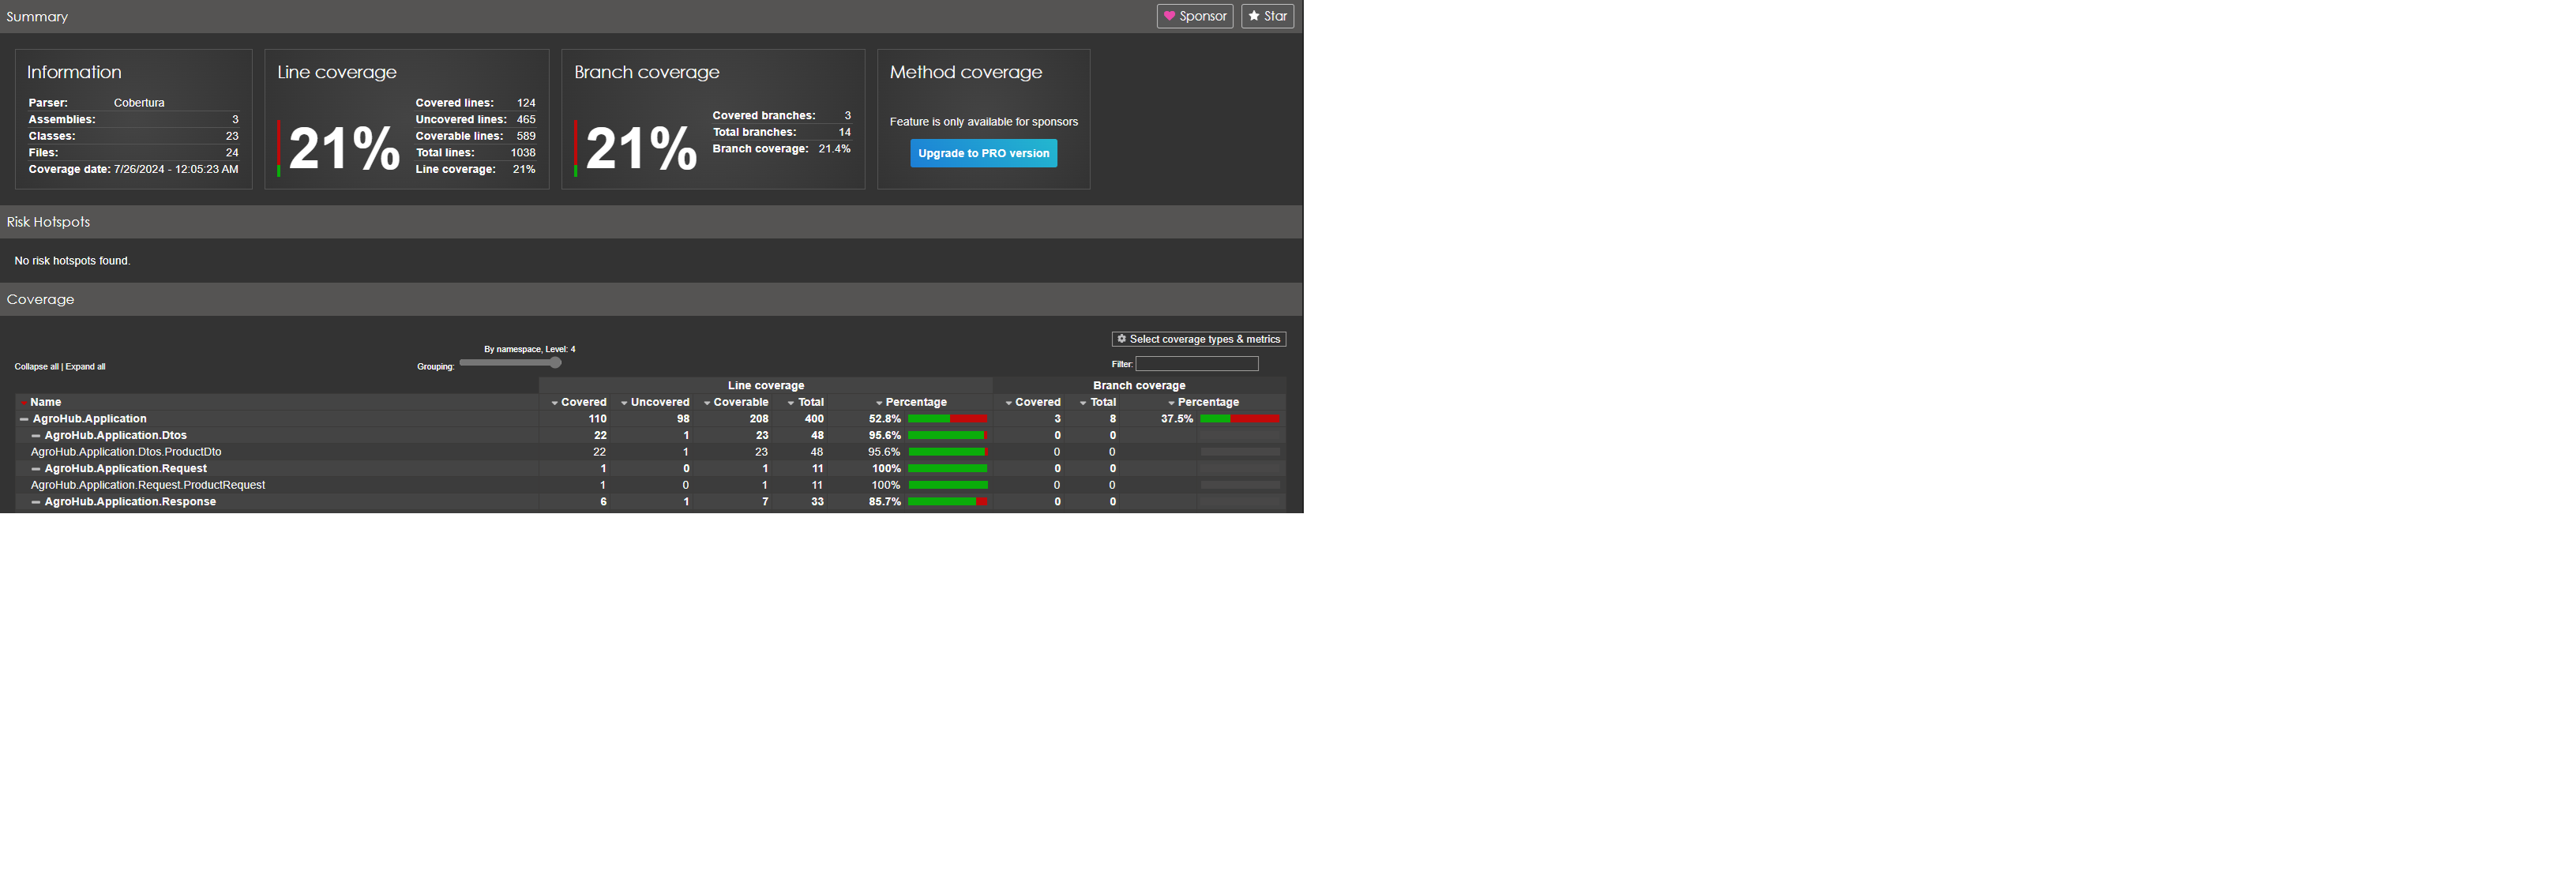 Summary
Sponsor Star
Information
Parser: Cobertura
Assemblies: 3
Classes: 23
Files: 24
Coverage date: 7/26/2024 - 12:05:23 AM
Line coverage
21%
Covered lines: 124
Uncovered lines: 465
Coverable lines: 589
Total lines: 1038
Line coverage: 21%
Branch coverage
21%
Covered branches: 3
Total branches: 14
Branch coverage: 21.4%
Method coverage
Feature is only available for sponsors
Upgrade to PRO version
Risk Hotspots
No risk hotspots found.
Coverage
Select coverage types & metrics
By namespace, Level: 4
Collapse all | Expand all
Grouping:
Filter:
Line coverage Branch coverage
Name Covered Uncovered Coverable Total Percentage Covered Total Percentage
AgroHub.Application 110 98 208 400 52.8% 3 8 37.5%
AgroHub.Application.Dtos 22 1 23 48 95.6% 0 0
AgroHub.Application.Dtos.ProductDto 22 1 23 48 95.6% 0 0
AgroHub.Application.Request 1 0 1 11 100% 0 0
AgroHub.Application.Request.ProductRequest 1 0 1 11 100% 0 0
AgroHub.Application.Response 6 1 7 33 85.7% 0 0